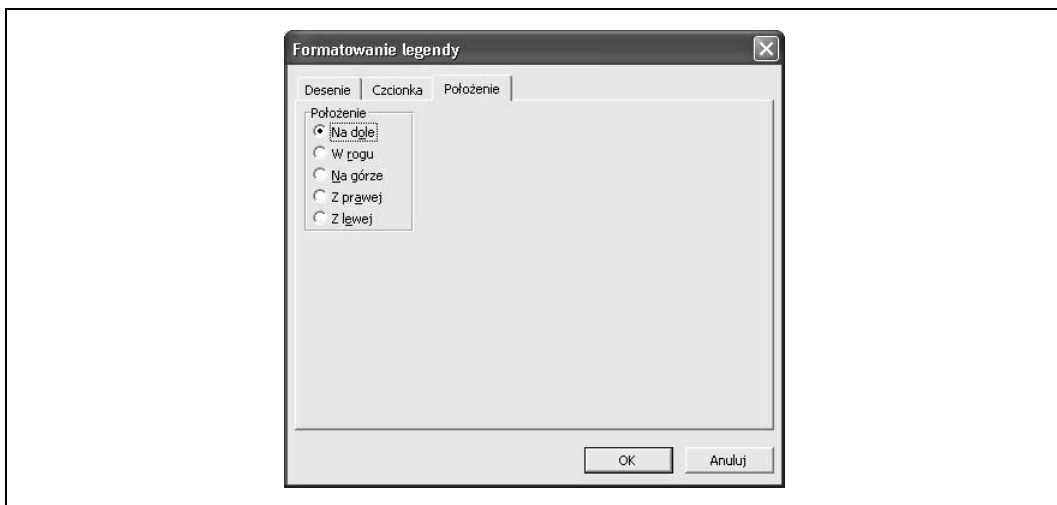 Formatowanie legendy
Desenie Czcionka Położenie
Położenie
Na dole
W rogu
Na górze
Z prawej
Z lewej
OK Anuluj